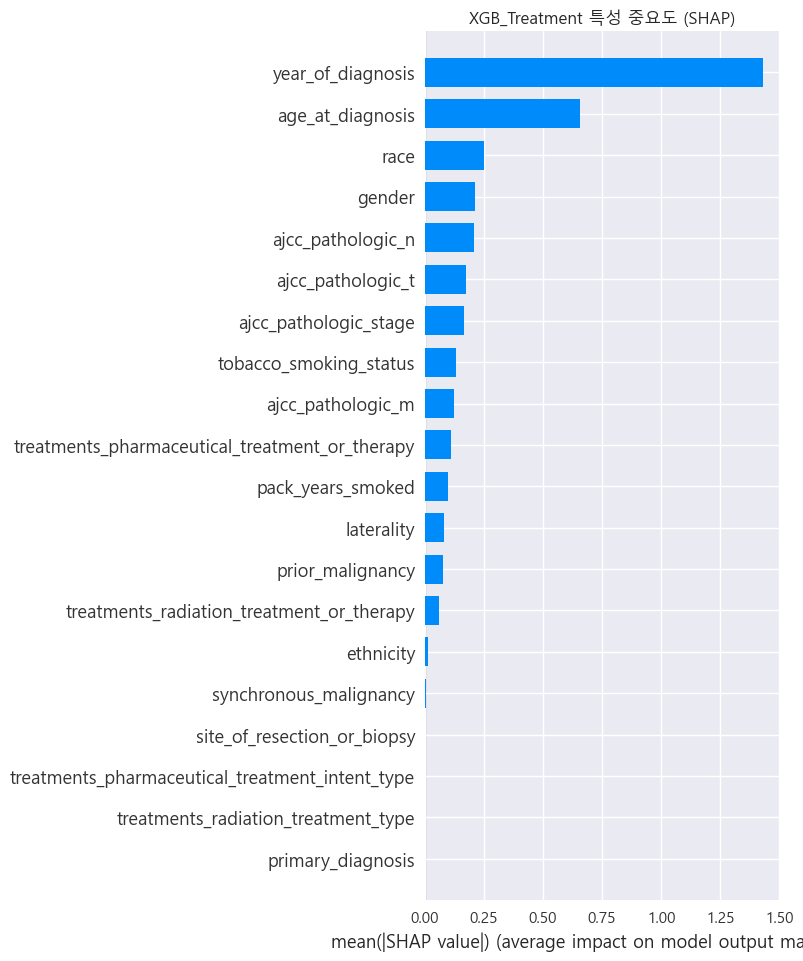 XGB_Treatment 특성 중요도 (SHAP)
year_of_diagnosis
age_at_diagnosis
race
gender
ajcc_pathologic_n
ajcc_pathologic_t
ajcc_pathologic_stage
tobacco_smoking_status
ajcc_pathologic_m
treatments_pharmaceutical_treatment_or_therapy
pack_years_smoked
laterality
prior_malignancy
treatments_radiation_treatment_or_therapy
ethnicity
synchronous_malignancy
site_of_resection_or_biopsy
treatments_pharmaceutical_treatment_intent_type
treatments_radiation_treatment_type
primary_diagnosis
0.00 0.25 0.50 0.75 1.00 1.25 1.50
mean(|SHAP value|) (average impact on model output ma